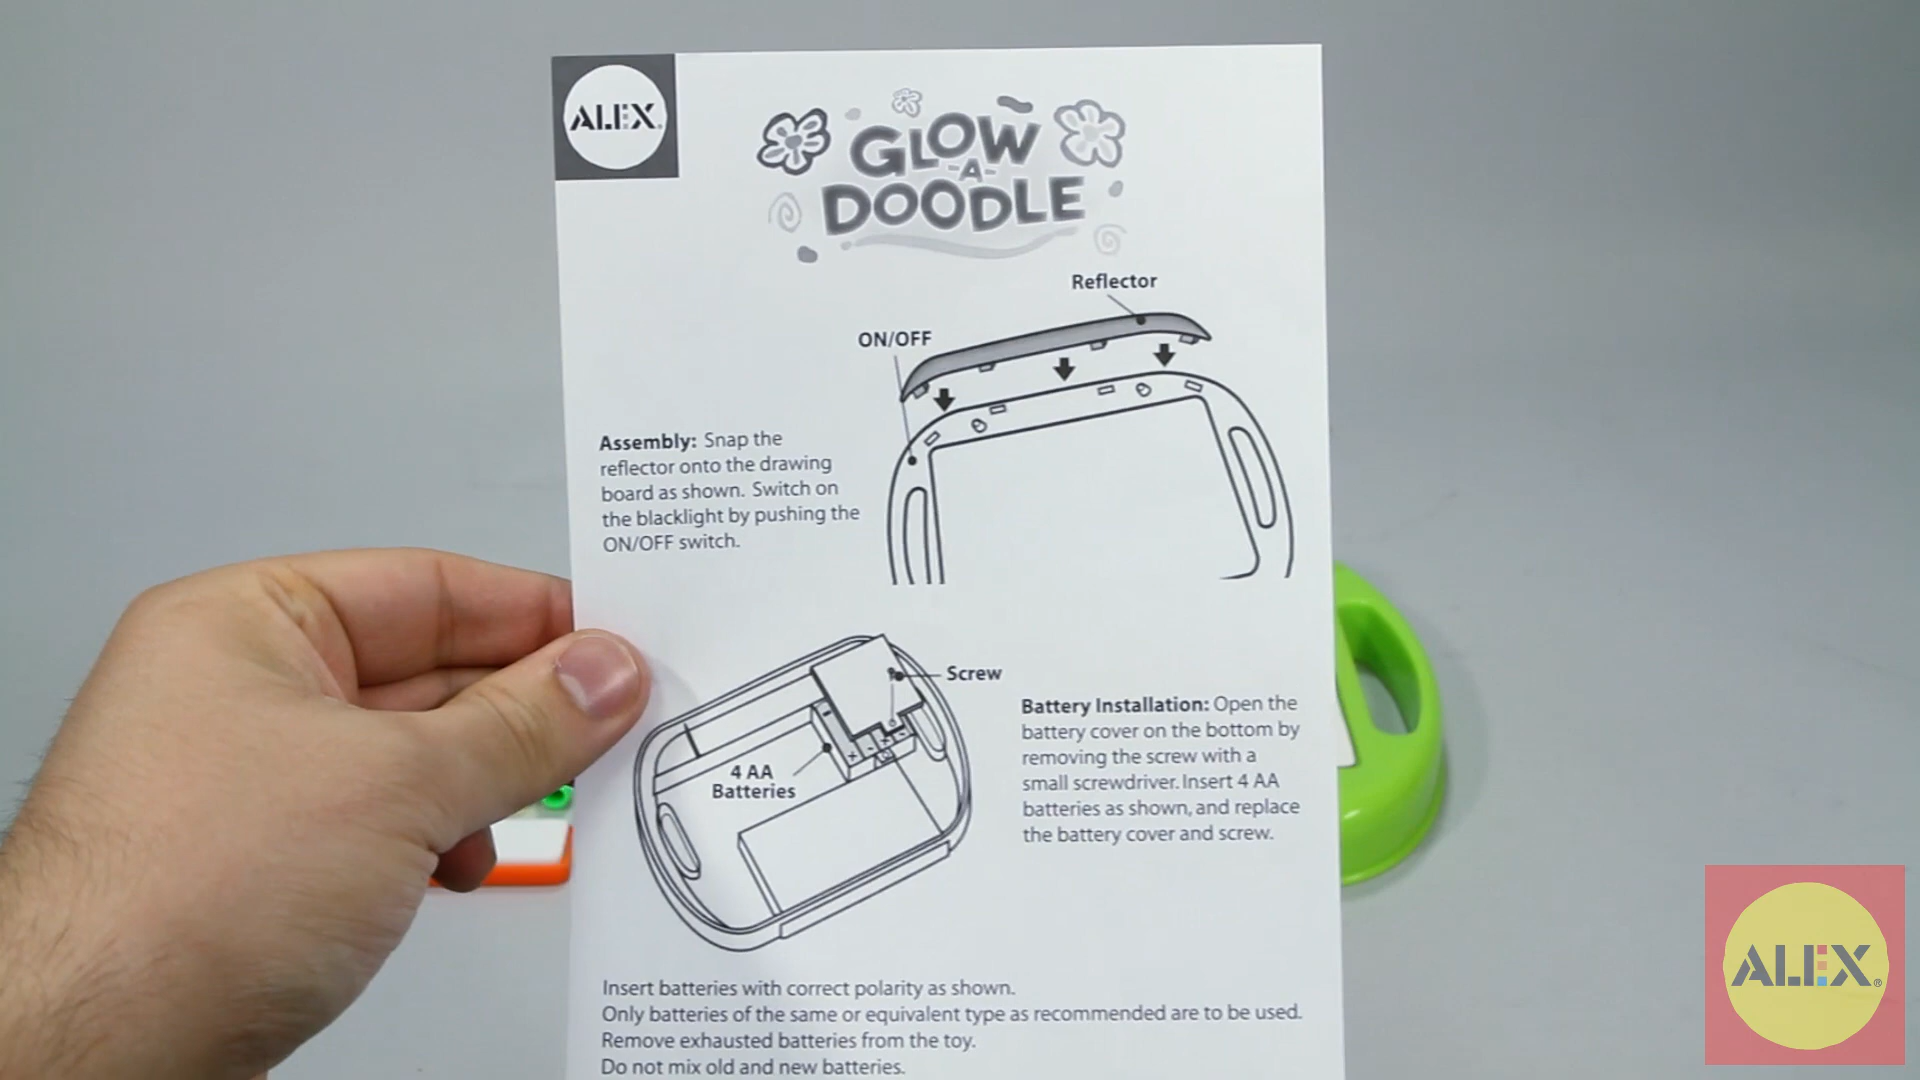 ALEX®
GLOW
-A-
DOODLE
Reflector
ON/OFF
Assembly: Snap the
reflector onto the drawing
board as shown. Switch on
the blacklight by pushing the
ON/OFF switch.
Screw
4 AA
Batteries
Battery Installation: Open the
battery cover on the bottom by
removing the screw with a
small screwdriver. Insert 4 AA
batteries as shown, and replace
the battery cover and screw.
Insert batteries with correct polarity as shown.
Only batteries of the same or equivalent type as recommended are to be used.
Remove exhausted batteries from the toy.
Do not mix old and new batteries.
ALEX®